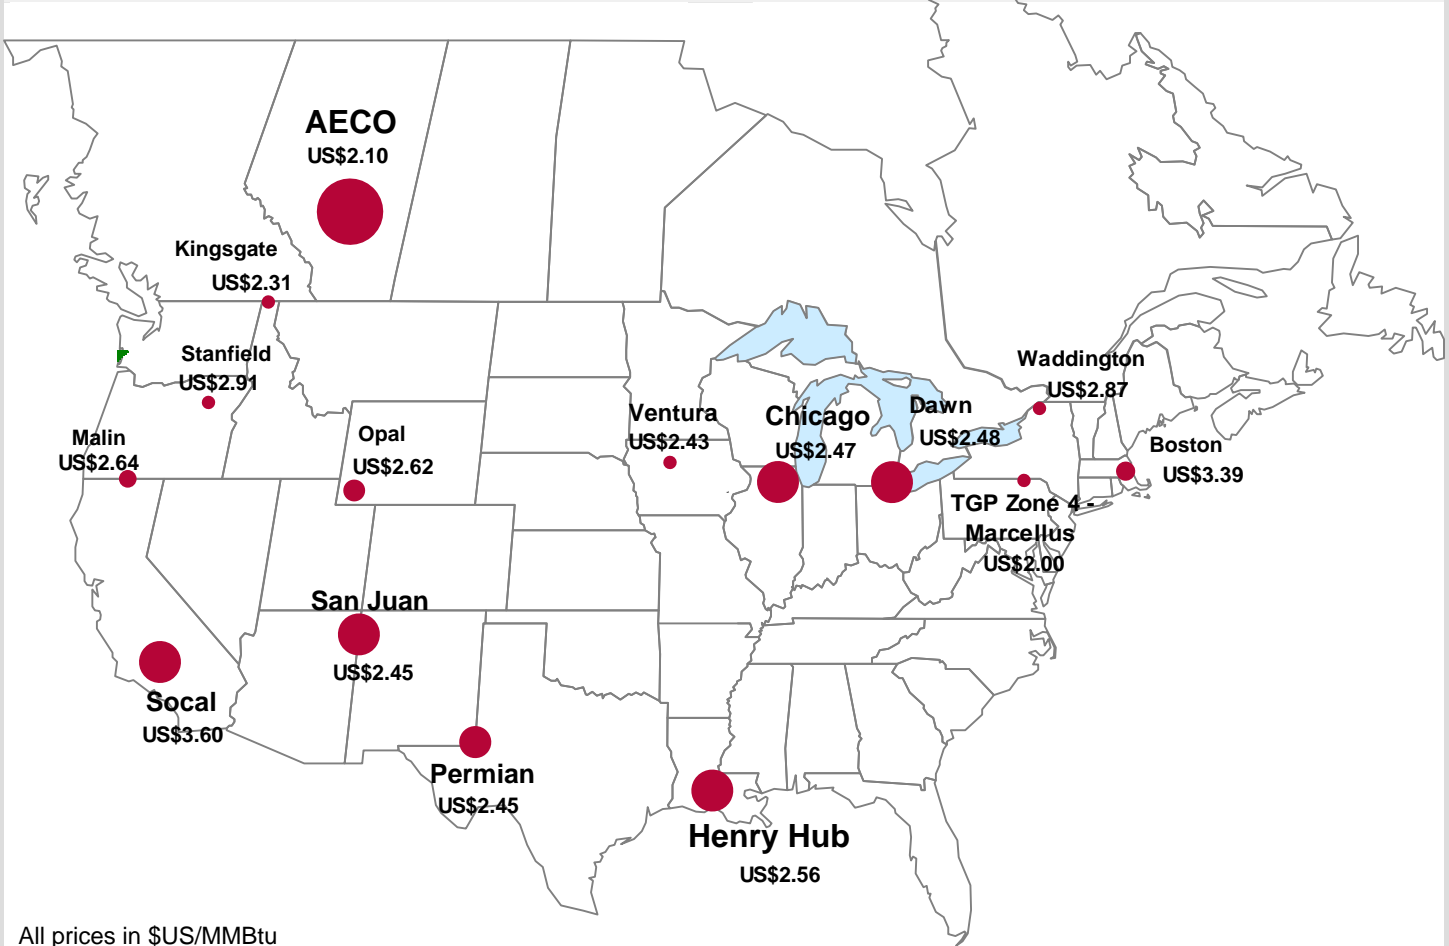 AECO
US$2.10
Kingsgate
US$2.31
Stanfield
US$2.91
Malin
US$2.64
Opal
US$2.62
Ventura
US$2.43
Chicago
US$2.47
Dawn
US$2.48
Waddington
US$2.87
Boston
US$3.39
TGP Zone 4 -
Marcellus
US$2.00
San Juan
US$2.45
Socal
US$3.60
Permian
US$2.45
Henry Hub
US$2.56
All prices in $US/MMBtu